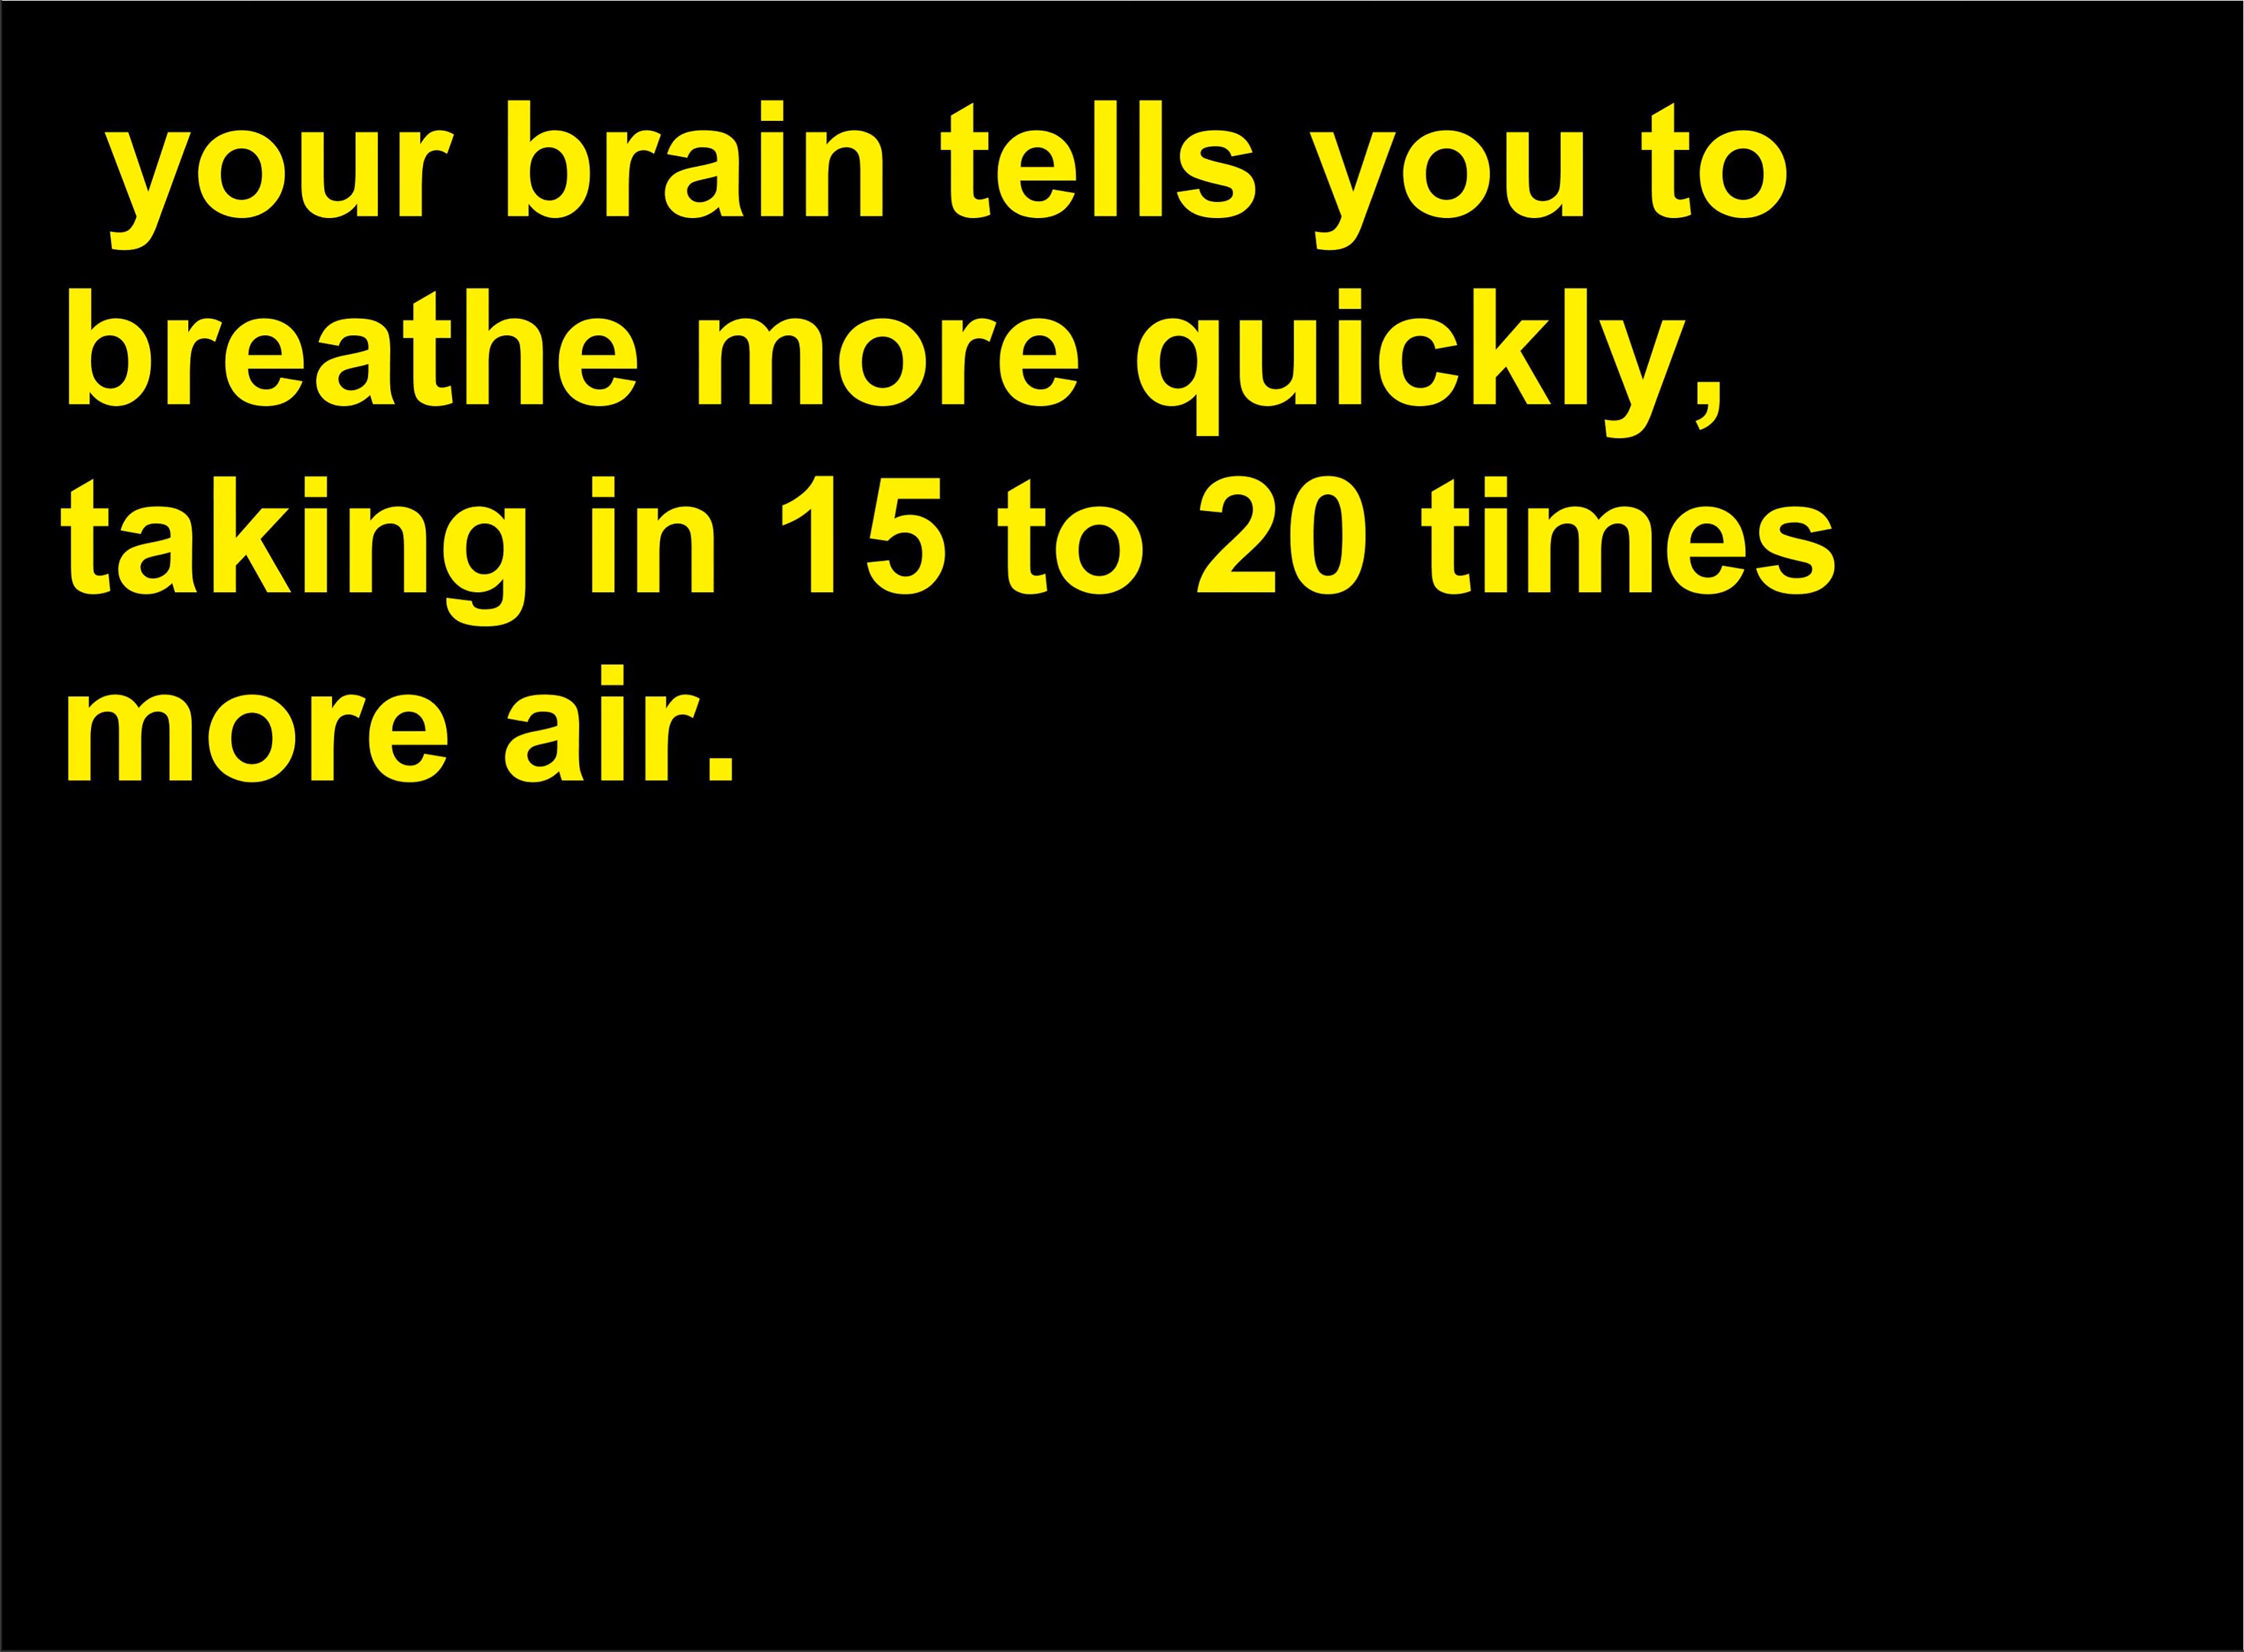 your brain tells you to
breathe more quickly,
taking in 15 to 20 times
more air.